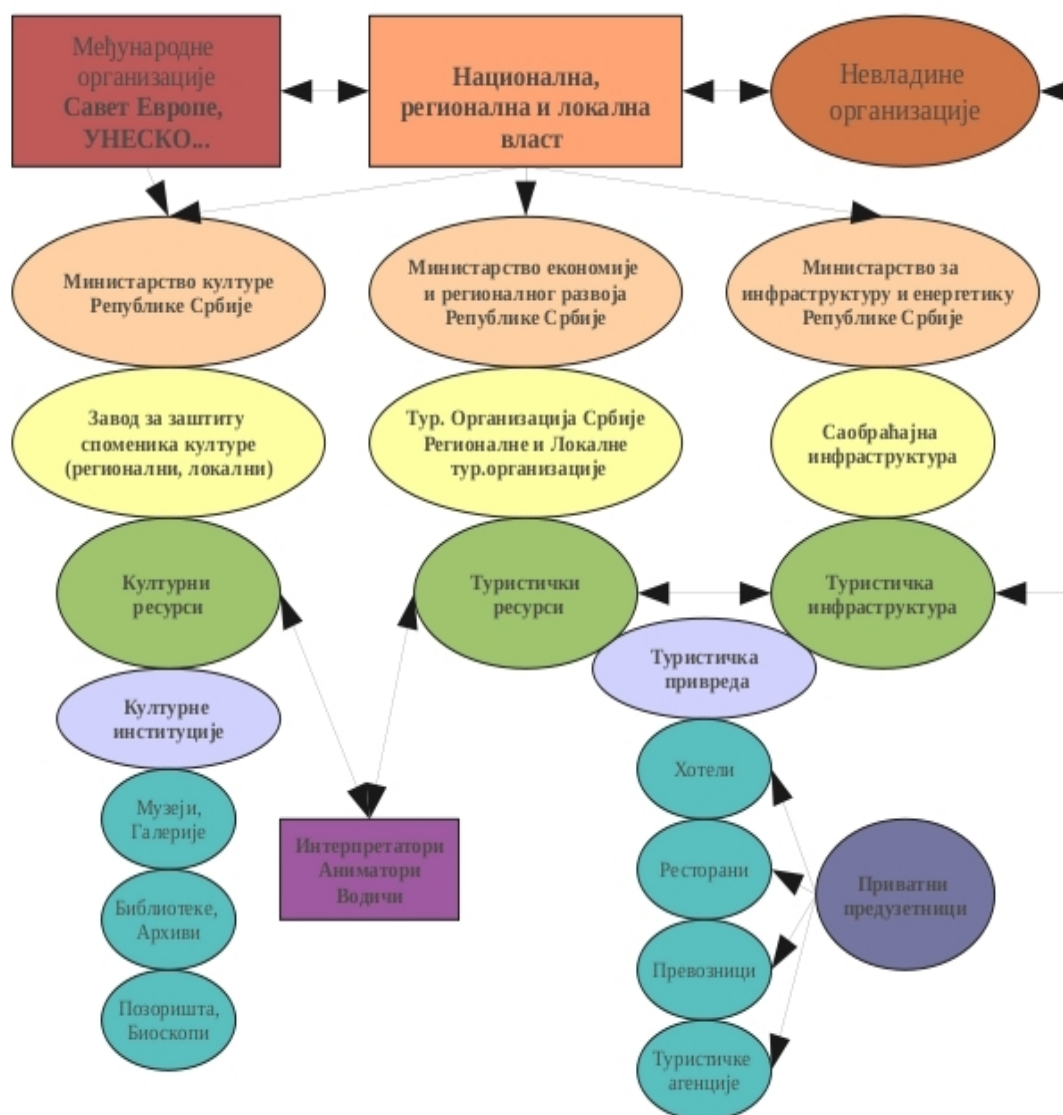 Међународне
организације
Савет Европе,
УНЕСКО...
Национална,
регионална и локална
власт
Невладине
организације
Министарство културе
Републике Србије
Министарство економије
и регионалног развоја
Републике Србије
Министарство за
инфраструктуру и енергетику
Републике Србије
Завод за заштиту
споменика културе
(регионални, локални)
Тур. Организација Србије
Регионалне и Локалне
тур.организације
Саобраћајна
инфраструктура
Културни
ресурси
Туристички
ресурси
Туристичка
инфраструктура
Туристичка
привреда
Културне
институције
Музеји,
Галерије
Библиотеке,
Архиви
Позоришта,
Биоскопи
Интерпретатори
Аниматори
Водичи
Хотели
Ресторани
Превозници
Туристичке
агенције
Приватни
предузетници